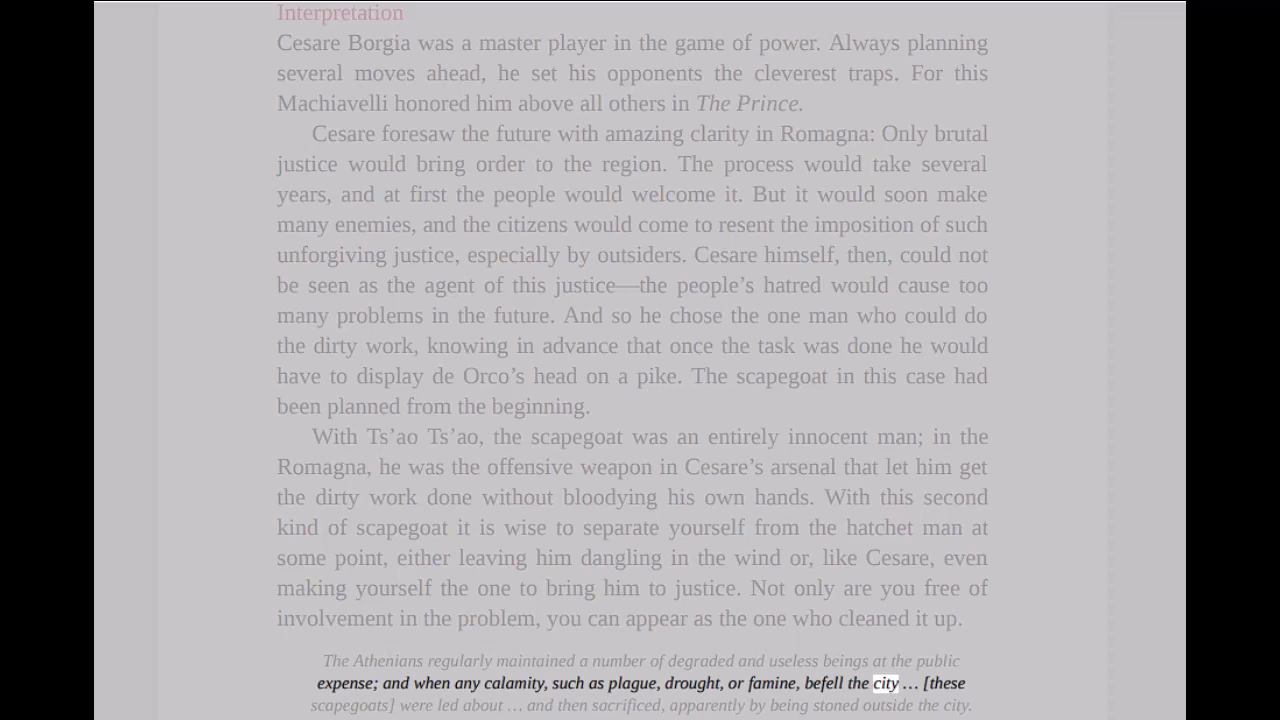 Interpretation
Cesare Borgia was a master player in the game of power. Always planning
several moves ahead, he set his opponents the cleverest traps. For this
Machiavelli honored him above all others in The Prince.
Cesare foresaw the future with amazing clarity in Romagna: Only brutal
justice would bring order to the region. The process would take several
years, and at first the people would welcome it. But it would soon make
many enemies, and the citizens would come to resent the imposition of such
unforgiving justice, especially by outsiders. Cesare himself, then, could not
be seen as the agent of this justice—the people’s hatred would cause too
many problems in the future. And so he chose the one man who could do
the dirty work, knowing in advance that once the task was done he would
have to display de Orco’s head on a pike. The scapegoat in this case had
been planned from the beginning.
With Ts’ao Ts’ao, the scapegoat was an entirely innocent man; in the
Romagna, he was the offensive weapon in Cesare’s arsenal that let him get
the dirty work done without bloodying his own hands. With this second
kind of scapegoat it is wise to separate yourself from the hatchet man at
some point, either leaving him dangling in the wind or, like Cesare, even
making yourself the one to bring him to justice. Not only are you free of
involvement in the problem, you can appear as the one who cleaned it up.
The Athenians regularly maintained a number of degraded and useless beings at the public
expense; and when any calamity, such as plague, drought, or famine, befell the city … [these
scapegoats] were led about … and then sacrificed, apparently by being stoned outside the city.